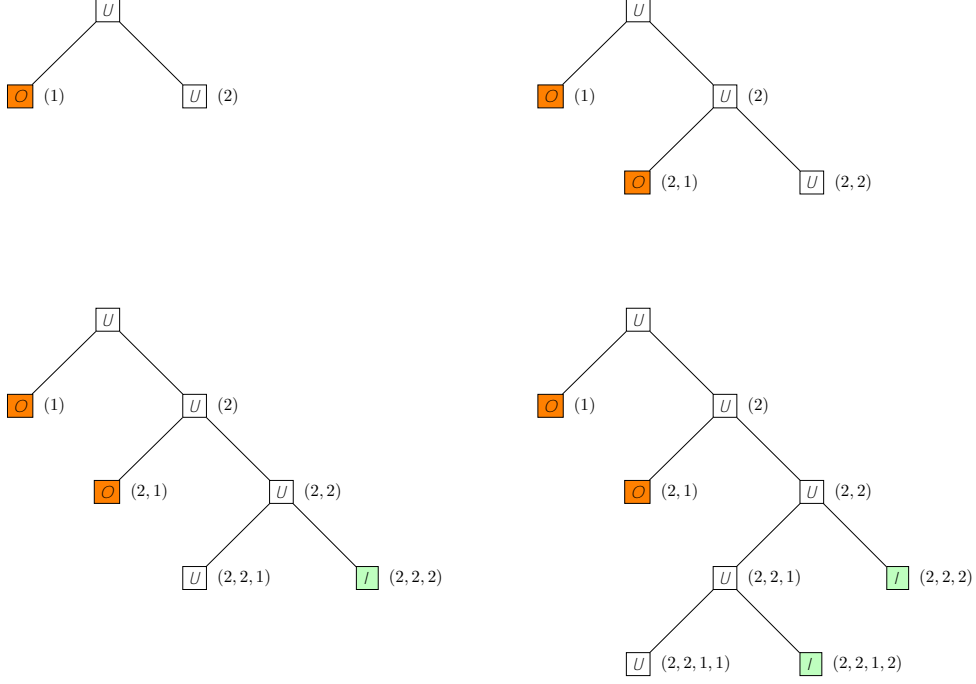 U
U
O (1)
U (2)
O (1)
U (2)
O (2, 1)
U (2, 2)
U
U
O (1)
U (2)
O (1)
U (2)
O (2, 1)
U (2, 2)
O (2, 1)
U (2, 2)
U (2, 2, 1)
I (2, 2, 2)
U (2, 2, 1)
I (2, 2, 2)
U (2, 2, 1, 1)
I (2, 2, 1, 2)